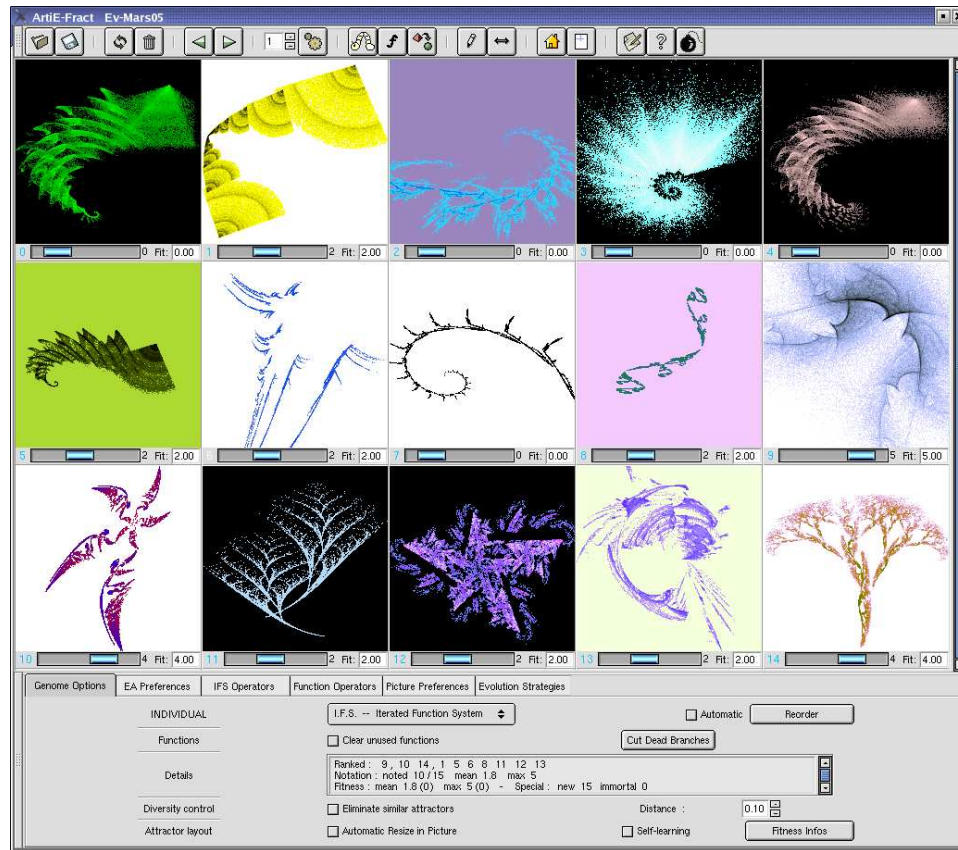 ArtiE-Fract Ev-Mars05
1
0 0 Fit: 0.00
1 2 Fit: 2.00
2 0 Fit: 0.00
3 0 Fit: 0.00
4 0 Fit: 0.00
5 2 Fit: 2.00
6 2 Fit: 2.00
7 0 Fit: 0.00
8 2 Fit: 2.00
9 5 Fit: 5.00
10 4 Fit: 4.00
11 2 Fit: 2.00
12 2 Fit: 2.00
13 2 Fit: 2.00
14 4 Fit: 4.00
Genome Options EA Preferences IFS Operators Function Operators Picture Preferences Evolution Strategies
INDIVIDUAL I.F.S. -- Iterated Function System Automatic Reorder
Functions Clear unused functions Cut Dead Branches
Details
Ranked : 9 , 10 14 , 1 5 6 8 11 12 13
Notation : noted 10/15 mean 1.8 max 5
Fitness : mean 1.8 (0) max 5 (0) - Special : new 15 immortal 0
Diversity control Eliminate similar attractors Distance : 0.10
Attractor layout Automatic Resize in Picture Self-learning Fitness Infos